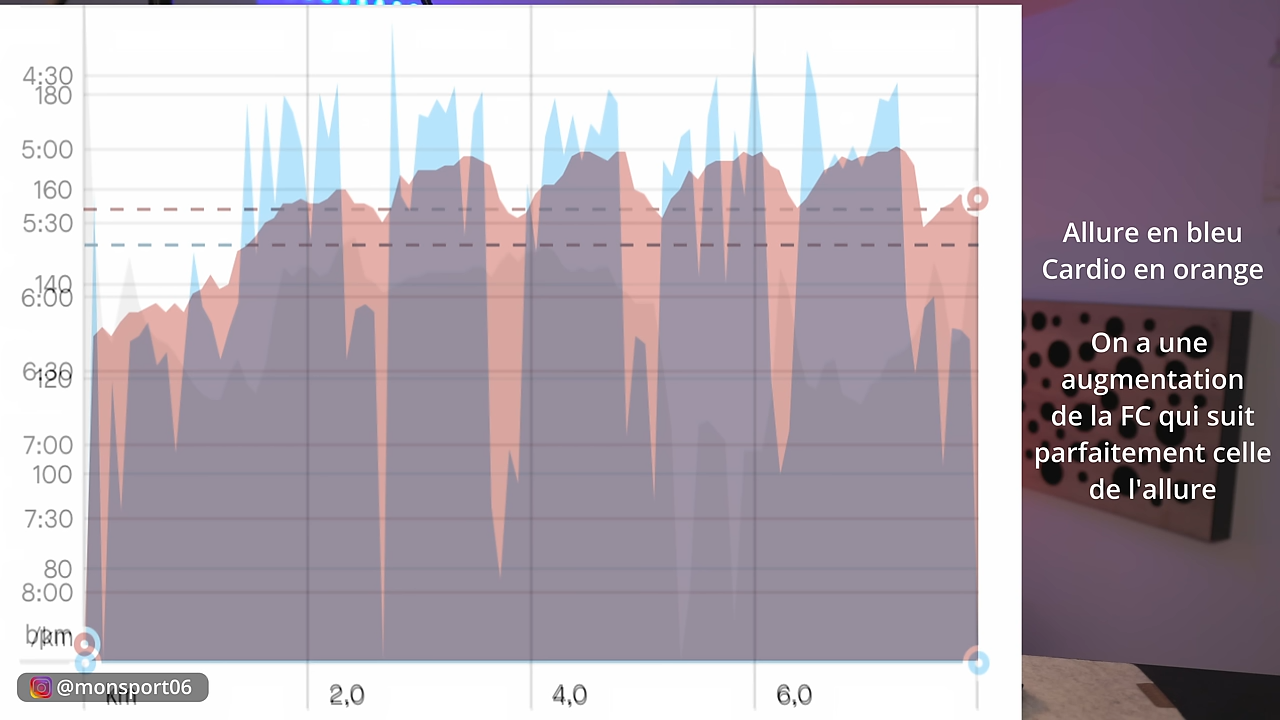 4:30
180
5:00
160
5:30
140
6:00
6:30
120
7:00
100
7:30
80
8:00
bpm
/km
km
2,0
4,0
6,0
@monsport06
Allure en bleu
Cardio en orange
On a une
augmentation
de la FC qui suit
parfaitement celle
de l'allure